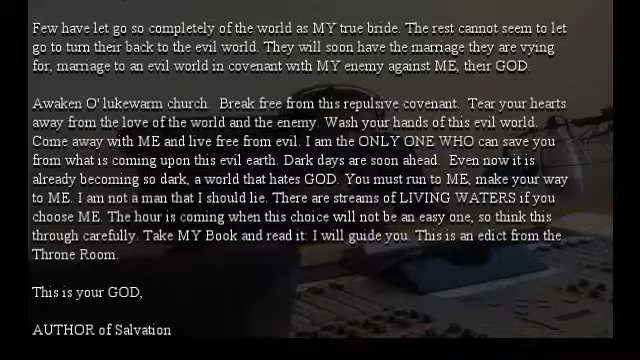 Few have let go so completely of the world as MY true bride. The rest cannot seem to let
go to turn their back to the evil world. They will soon have the marriage they are vying
for, marriage to an evil world in covenant with MY enemy against ME, their GOD.
Awaken O' lukewarm church.  Break free from this repulsive covenant.  Tear your hearts
away from the love of the world and the enemy. Wash your hands of this evil world.
Come away with ME and live free from evil. I am the ONLY ONE WHO can save you
from what is coming upon this evil earth. Dark days are soon ahead.  Even now it is
already becoming so dark, a world that hates GOD. You must run to ME, make your way
to ME. I am not a man that I should lie. There are streams of LIVING WATERS if you
choose ME. The hour is coming when this choice will not be an easy one, so think this
through carefully. Take MY Book and read it: I will guide you. This is an edict from the
Throne Room.
This is your GOD,
AUTHOR of Salvation